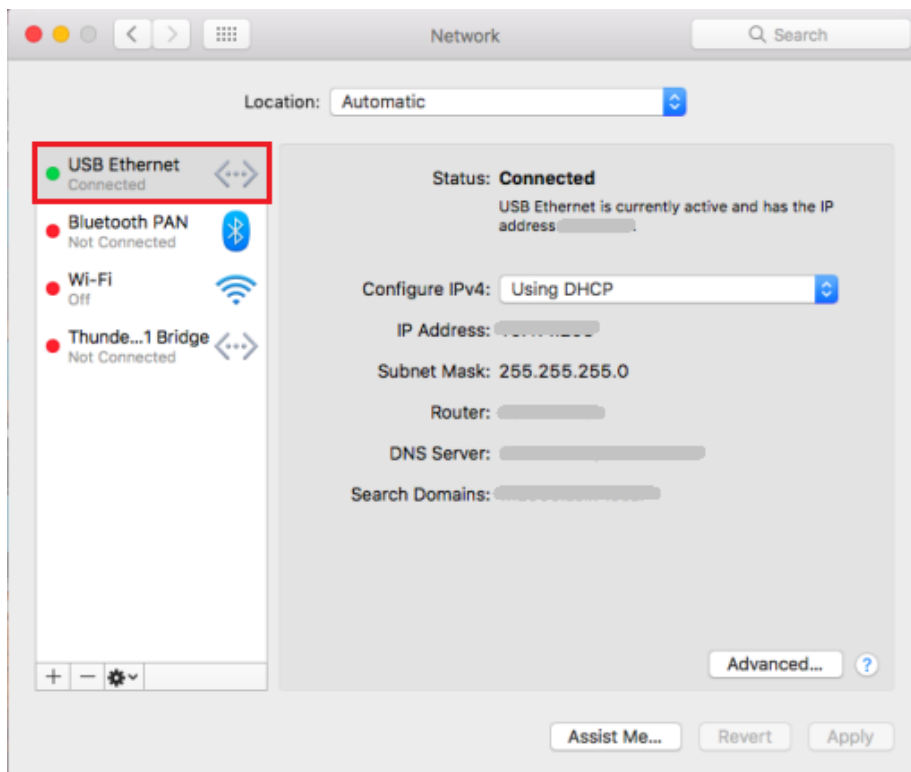 Network
Search
Location: Automatic
USB Ethernet
Connected
Bluetooth PAN
Not Connected
Wi-Fi
Off
Thunde...1 Bridge
Not Connected
Status: Connected
USB Ethernet is currently active and has the IP
address .
Configure IPv4: Using DHCP
IP Address:
Subnet Mask: 255.255.255.0
Router:
DNS Server:
Search Domains:
Advanced...
?
Assist Me...
Revert
Apply